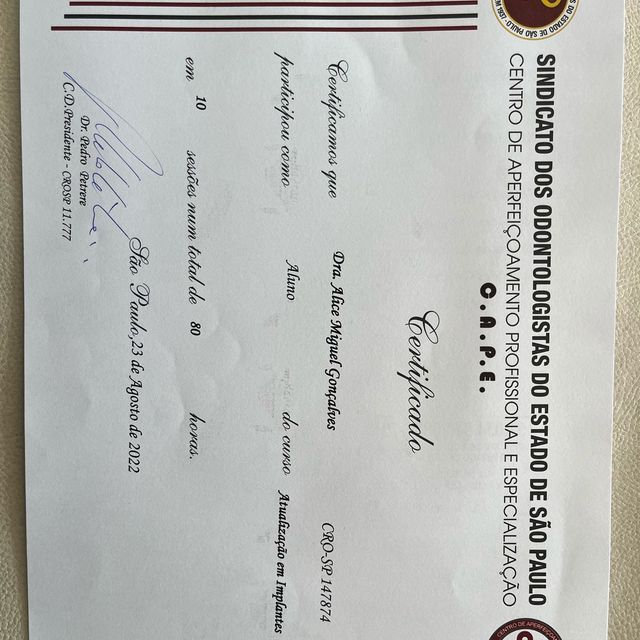 SINDICATO DOS ODONTOLOGISTAS DO ESTADO DE SÃO PAULO
CENTRO DE APERFEIÇOAMENTO PROFISSIONAL E ESPECIALIZAÇÃO
C.A.P.E.
Certificado
Certificamos que Dra. Alice Miguel Gonçalves CRO-SP 147874
participou como Aluno do curso Atualização em Implantes
em 10 sessões num total de 80 horas.
São Paulo, 23 de Agosto de 2022
Dr. Pedro Petrere
C.D.Presidente - CROSP 11.777